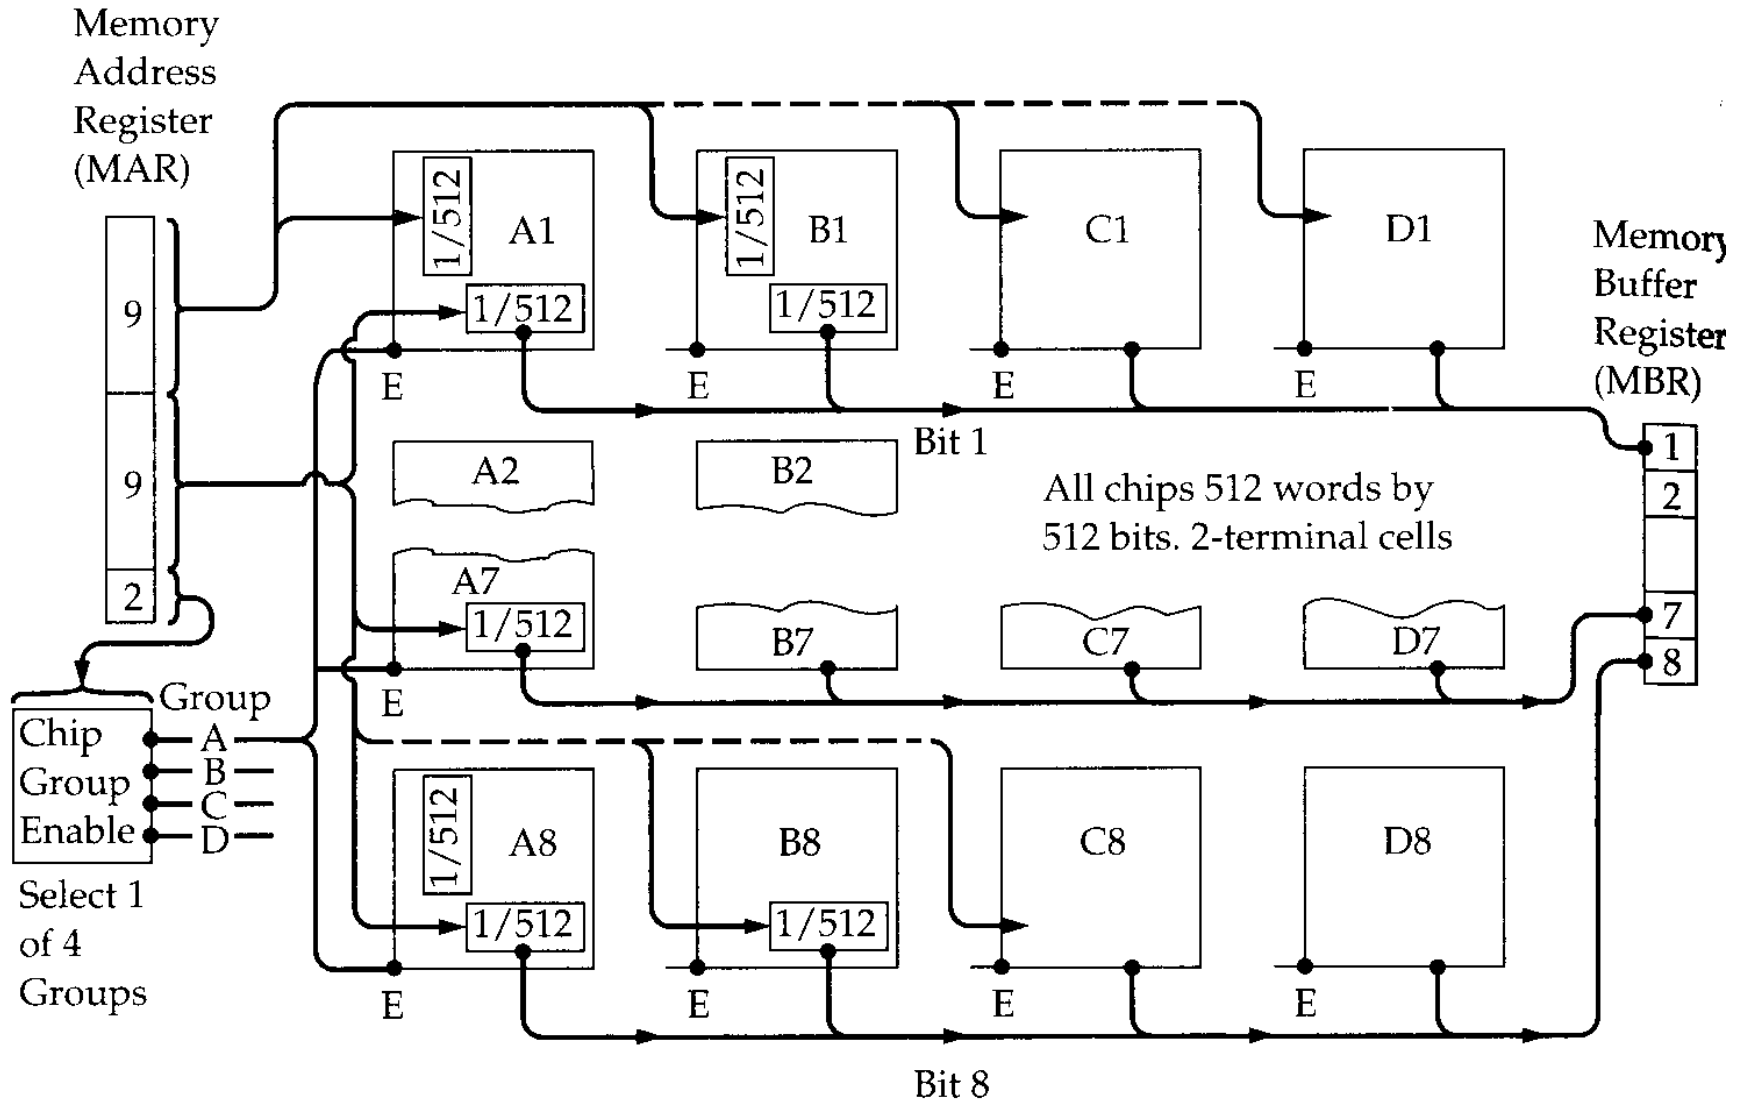 Memory
Address
Register
(MAR)
9
9
2
Chip
Group
Enable
Group
A
B
C
D
Select 1
of 4
Groups
1/512
A1
1/512
E
1/512
B1
1/512
E
C1
E
D1
E
Bit 1
A2
B2
All chips 512 words by
512 bits. 2-terminal cells
A7
1/512
E
B7
C7
D7
1/512
A8
1/512
E
B8
1/512
E
C8
E
D8
E
Bit 8
Memory
Buffer
Register
(MBR)
1
2
7
8